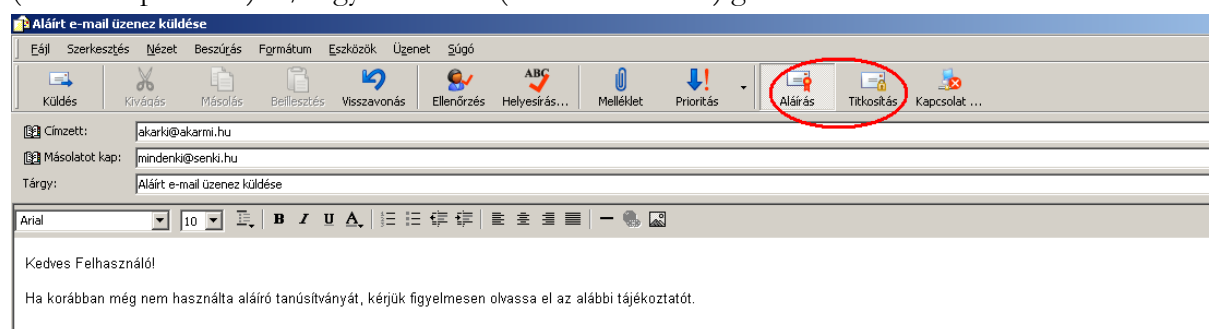 Aláírt e-mail üzenez küldése
Fájl Szerkesztés Nézet Beszúrás Formátum Eszközök Üzenet Súgó
Küldés Kivágás Másolás Beillesztés Visszavonás Ellenőrzés Helyesírás... Melléklet Prioritás Aláírás Titkosítás Kapcsolat ...
Címzett: akarki@akarmi.hu
Másolatot kap: mindenki@senki.hu
Tárgy: Aláírt e-mail üzenez küldése
Arial 10 B I U A
Kedves Felhasználó!
Ha korábban még nem használta aláíró tanúsítványát, kérjük figyelmesen olvassa el az alábbi tájékoztatót.